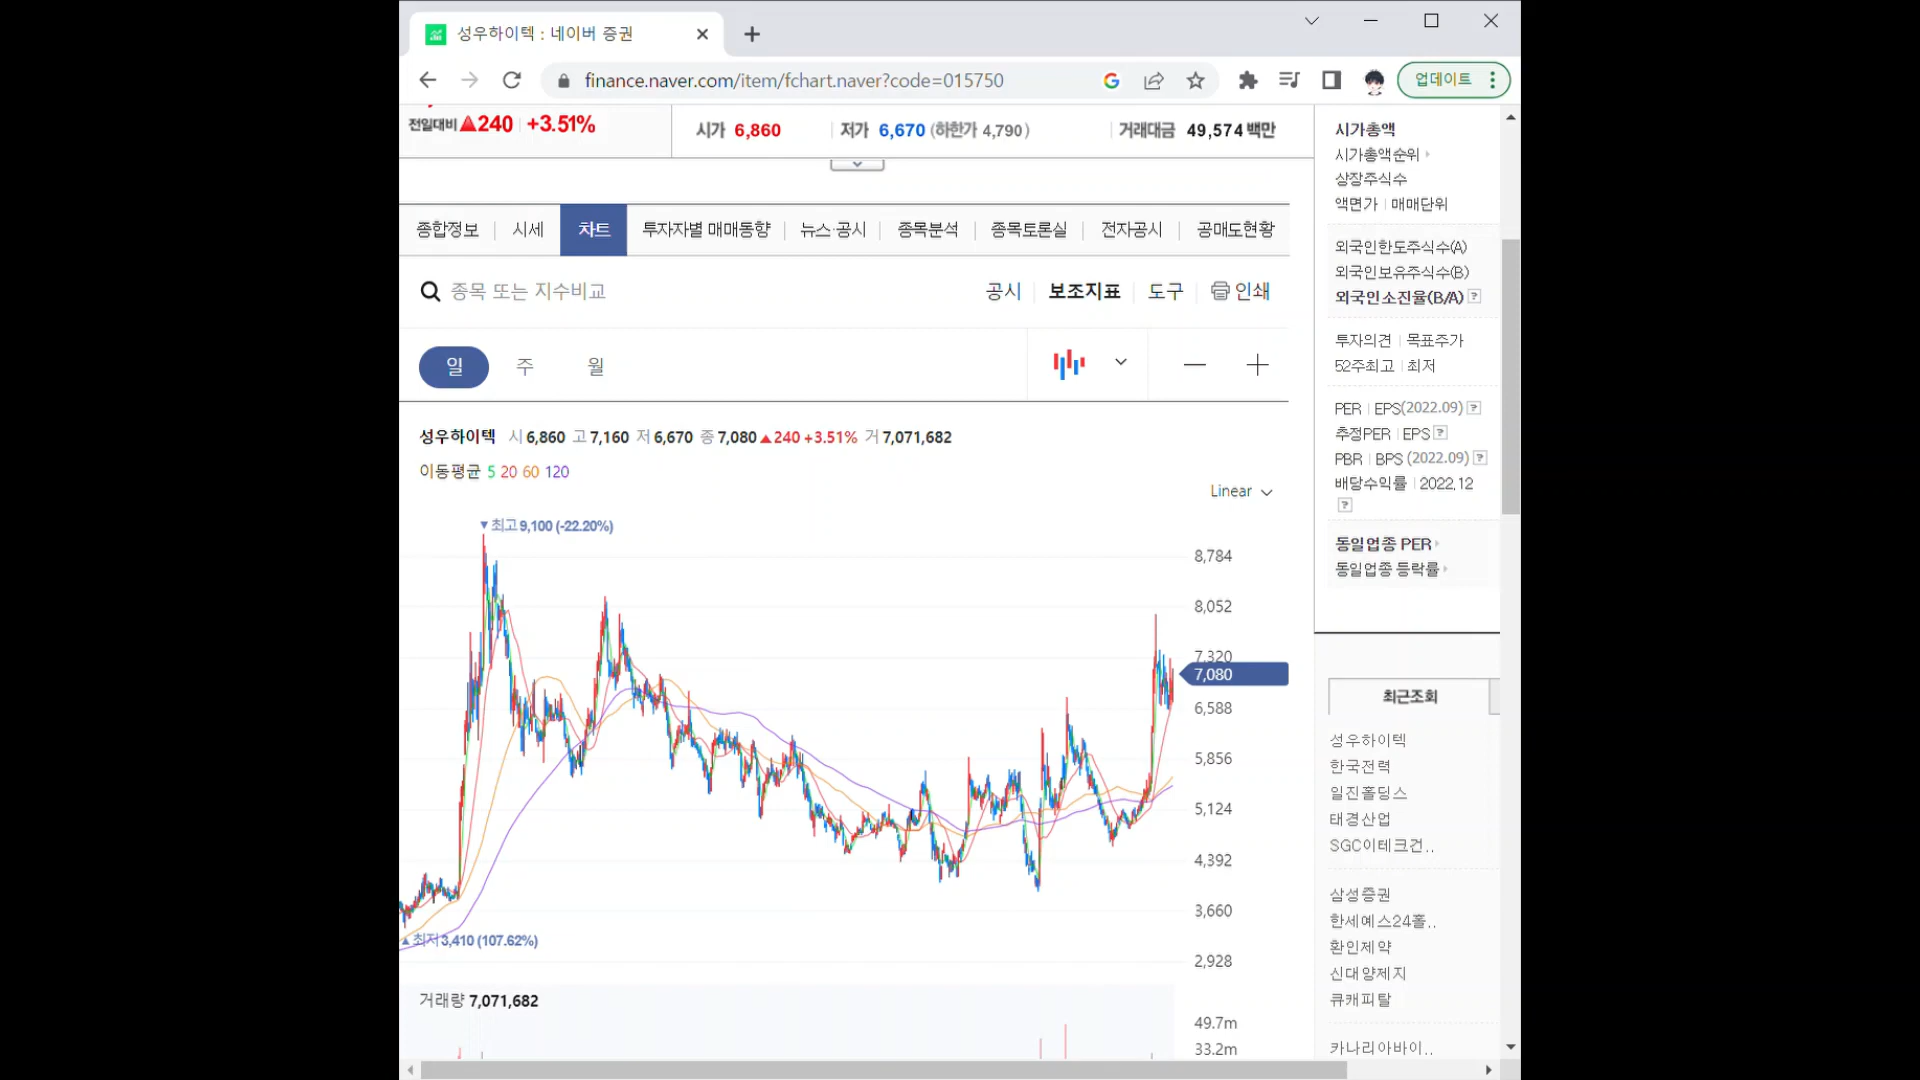 성우하이텍 : 네이버 증권
finance.naver.com/item/fchart.naver?code=015750
업데이트
전일대비 ▲240 +3.51%
시가 6,860 저가 6,670 (하한가 4,790) 거래대금 49,574 백만
종합정보 시세 차트 투자자별 매매동향 뉴스·공시 종목분석 종목토론실 전자공시 공매도현황
종목 또는 지수비교 공시 보조지표 도구 인쇄
일 주 월
성우하이텍 시 6,860 고 7,160 저 6,670 종 7,080 ▲240 +3.51% 거 7,071,682
이동평균 5 20 60 120
Linear
▼최고 9,100 (-22.20%)
8,784
8,052
7,320
7,080
6,588
5,856
5,124
4,392
3,660
▲최저 3,410 (107.62%)
2,928
거래량 7,071,682
49.7m
33.2m
시가총액
시가총액순위
상장주식수
액면가 | 매매단위
외국인한도주식수(A)
외국인보유주식수(B)
외국인소진율(B/A) ?
투자의견 | 목표주가
52주최고 | 최저
PER | EPS(2022.09) ?
추정PER | EPS ?
PBR | BPS (2022.09) ?
배당수익률 | 2022.12
?
동일업종 PER
동일업종 등락률
최근조회
성우하이텍
한국전력
일진홀딩스
태경산업
SGC이테크건..
삼성증권
한세예스24홀..
환인제약
신대양제지
큐캐피탈
카나리아바이..